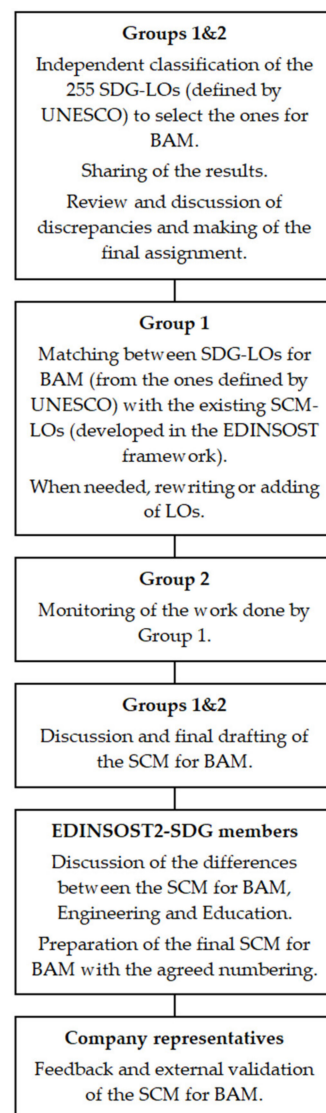 Groups 1&2
Independent classification of the
255 SDG-LOs (defined by
UNESCO) to select the ones for
BAM.
Sharing of the results.
Review and discussion of
discrepancies and making of the
final assignment.
Group 1
Matching between SDG-LOs for
BAM (from the ones defined by
UNESCO) with the existing SCM-
LOs (developed in the EDINSOST
framework).
When needed, rewriting or adding
of LOs.
Group 2
Monitoring of the work done by
Group 1.
Groups 1&2
Discussion and final drafting of
the SCM for BAM.
EDINSOST2-SDG members
Discussion of the differences
between the SCM for BAM,
Engineering and Education.
Preparation of the final SCM for
BAM with the agreed numbering.
Company representatives
Feedback and external validation
of the SCM for BAM.